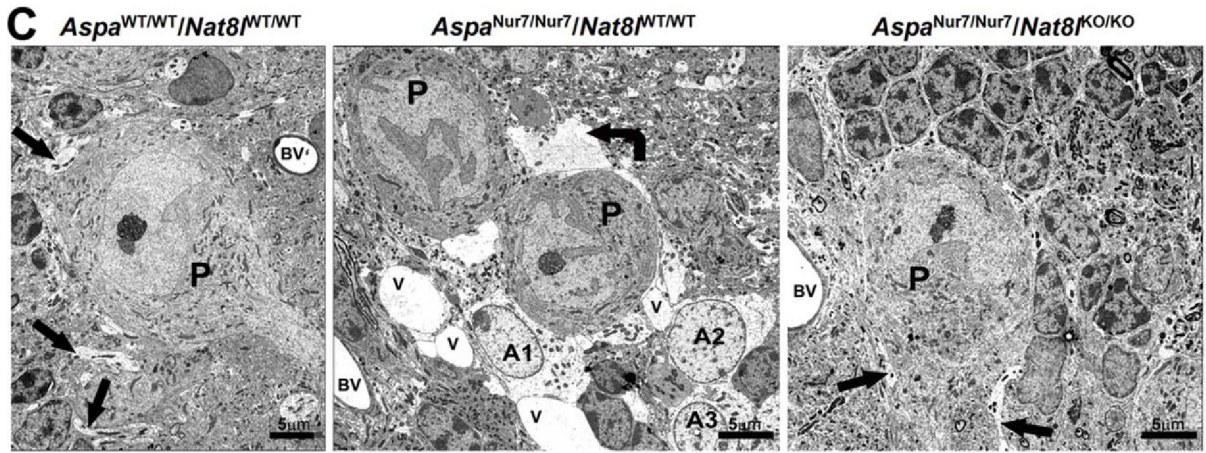 C
Aspa^WT/WT/Nat8l^WT/WT
Aspa^Nur7/Nur7/Nat8l^WT/WT
Aspa^Nur7/Nur7/Nat8l^KO/KO
BV
P
5µm
P
P
V
V
V
A1
A2
BV
V
A3
5µm
P
BV
5µm